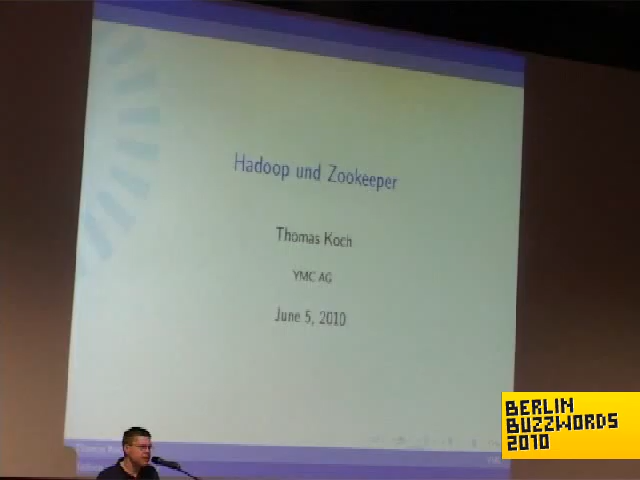 Hadoop und Zookeeper
Thomas Koch
YMC AG
June 5, 2010
BERLIN
BUZZWORDS
2010